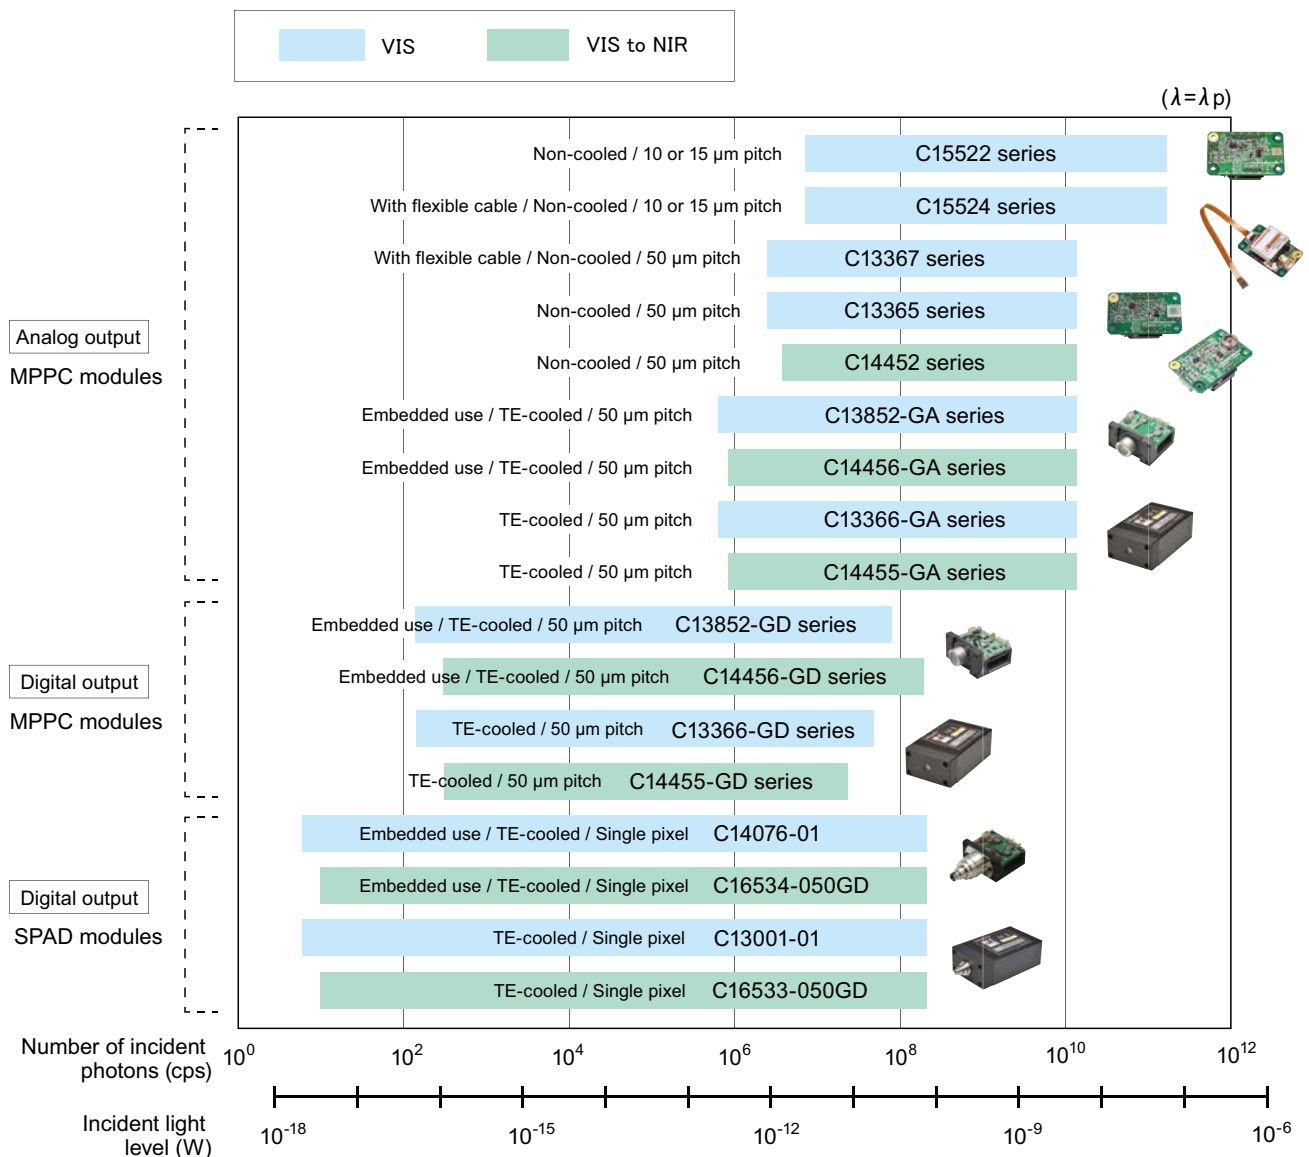 VIS
VIS to NIR
(λ=λp)
Non-cooled / 10 or 15 µm pitch
C15522 series
With flexible cable / Non-cooled / 10 or 15 µm pitch
C15524 series
With flexible cable / Non-cooled / 50 µm pitch
C13367 series
Non-cooled / 50 µm pitch
C13365 series
Analog output
MPPC modules
Non-cooled / 50 µm pitch
C14452 series
Embedded use / TE-cooled / 50 µm pitch
C13852-GA series
Embedded use / TE-cooled / 50 µm pitch
C14456-GA series
TE-cooled / 50 µm pitch
C13366-GA series
TE-cooled / 50 µm pitch
C14455-GA series
Embedded use / TE-cooled / 50 µm pitch
C13852-GD series
Digital output
MPPC modules
Embedded use / TE-cooled / 50 µm pitch
C14456-GD series
TE-cooled / 50 µm pitch
C13366-GD series
TE-cooled / 50 µm pitch
C14455-GD series
Embedded use / TE-cooled / Single pixel
C14076-01
Digital output
SPAD modules
Embedded use / TE-cooled / Single pixel
C16534-050GD
TE-cooled / Single pixel
C13001-01
TE-cooled / Single pixel
C16533-050GD
Number of incident
photons (cps)
10⁰ 10² 10⁴ 10⁶ 10⁸ 10¹⁰ 10¹²
Incident light
level (W)
10⁻¹⁸ 10⁻¹⁵ 10⁻¹² 10⁻⁹ 10⁻⁶